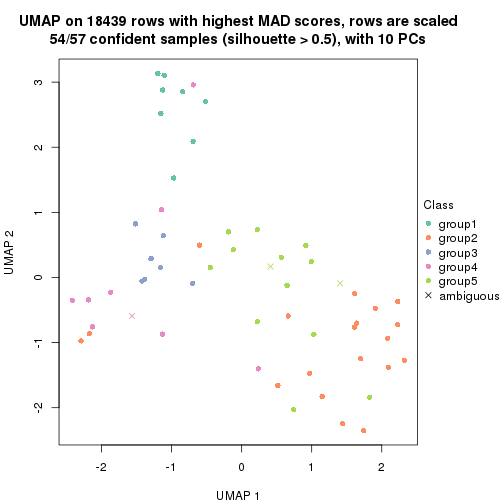 UMAP on 18439 rows with highest MAD scores, rows are scaled
54/57 confident samples (silhouette > 0.5), with 10 PCs
3
2
1
0
-1
-2
UMAP 2
-2
-1
0
1
2
UMAP 1
Class
group1
group2
group3
group4
group5
ambiguous